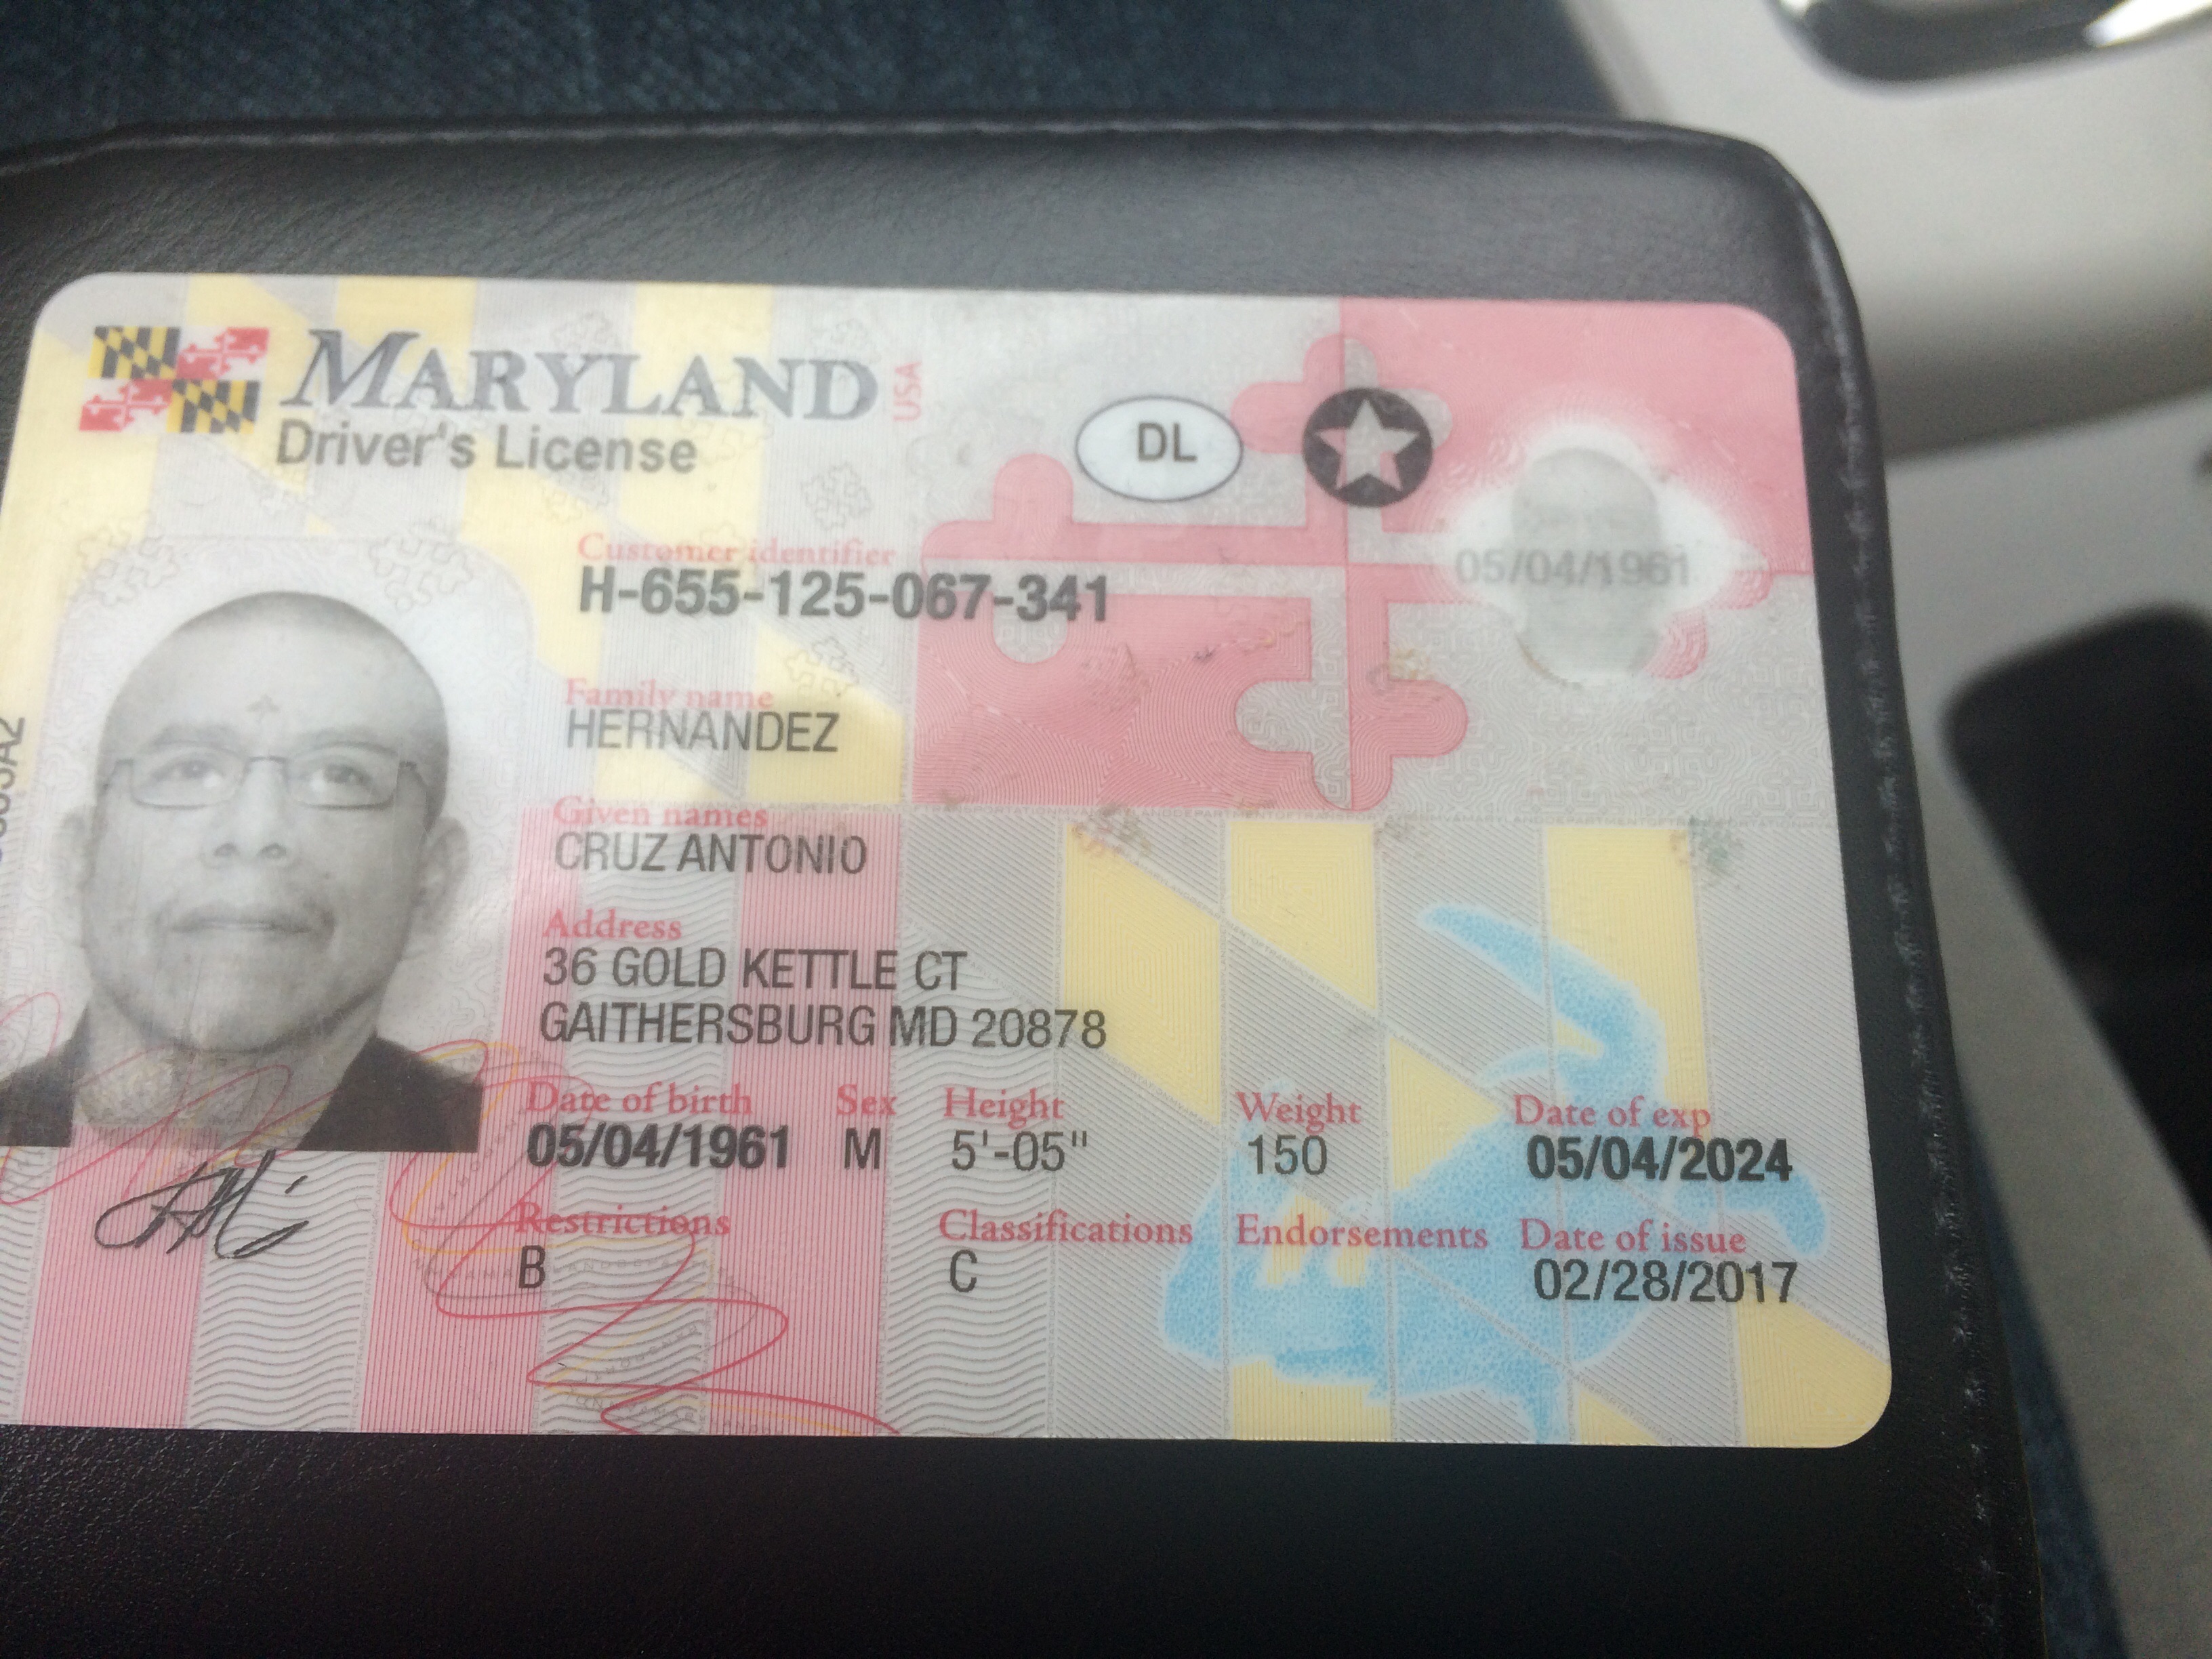 MARYLAND USA
Driver's License
DL
Customer identifier
H-655-125-067-341
Family name
HERNANDEZ
05/04/1961
Given names
CRUZ ANTONIO
Address
36 GOLD KETTLE CT
GAITHERSBURG MD 20878
Date of birth Sex Height Weight Date of exp
05/04/1961 M 5'-05" 150 05/04/2024
Restrictions Classifications Endorsements Date of issue
B C 02/28/2017